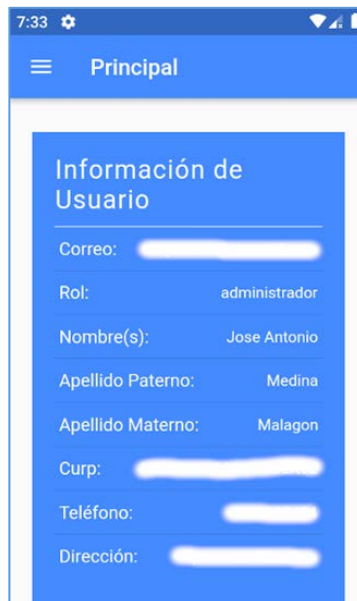 7:33
Principal
Información de
Usuario
Correo:
Rol: administrador
Nombre(s): Jose Antonio
Apellido Paterno: Medina
Apellido Materno: Malagon
Curp:
Teléfono:
Dirección: